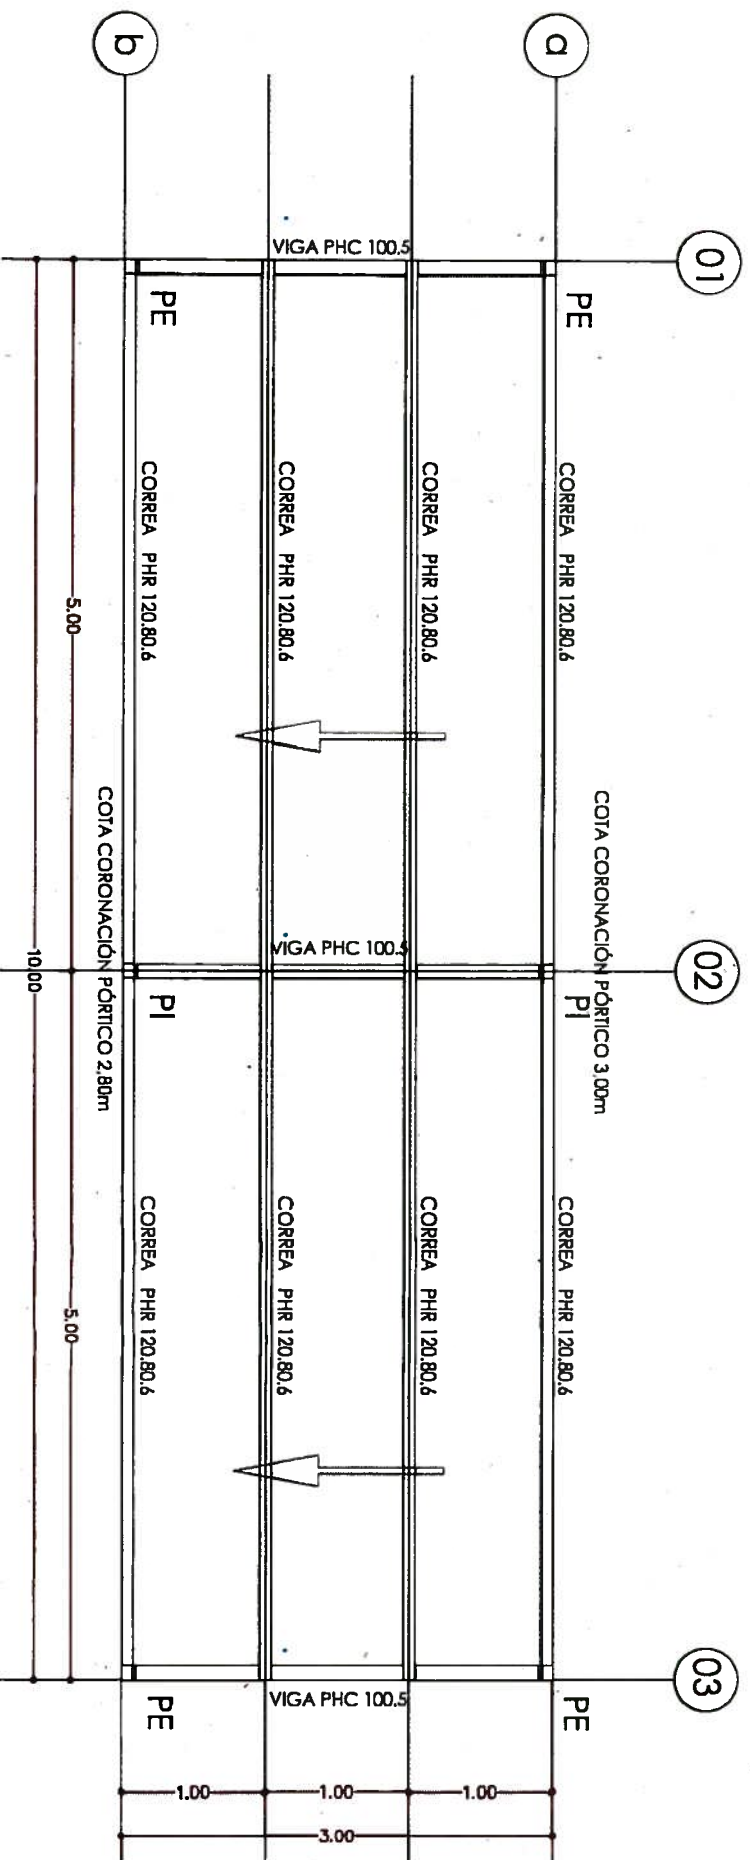 01
02
03
COTA CORONACIÓN PÓRTICO 3,00m
PE
PI
PE
a
CORREA PHR 120.80.6
CORREA PHR 120.80.6
1.00
CORREA PHR 120.80.6
CORREA PHR 120.80.6
VIGA PHC 100.5
VIGA PHC 100.5
VIGA PHC 100.5
1.00
3.00
CORREA PHR 120.80.6
CORREA PHR 120.80.6
1.00
PE
PI
PE
CORREA PHR 120.80.6
CORREA PHR 120.80.6
b
COTA CORONACIÓN PÓRTICO 2,80m
5.00
5.00
10.00